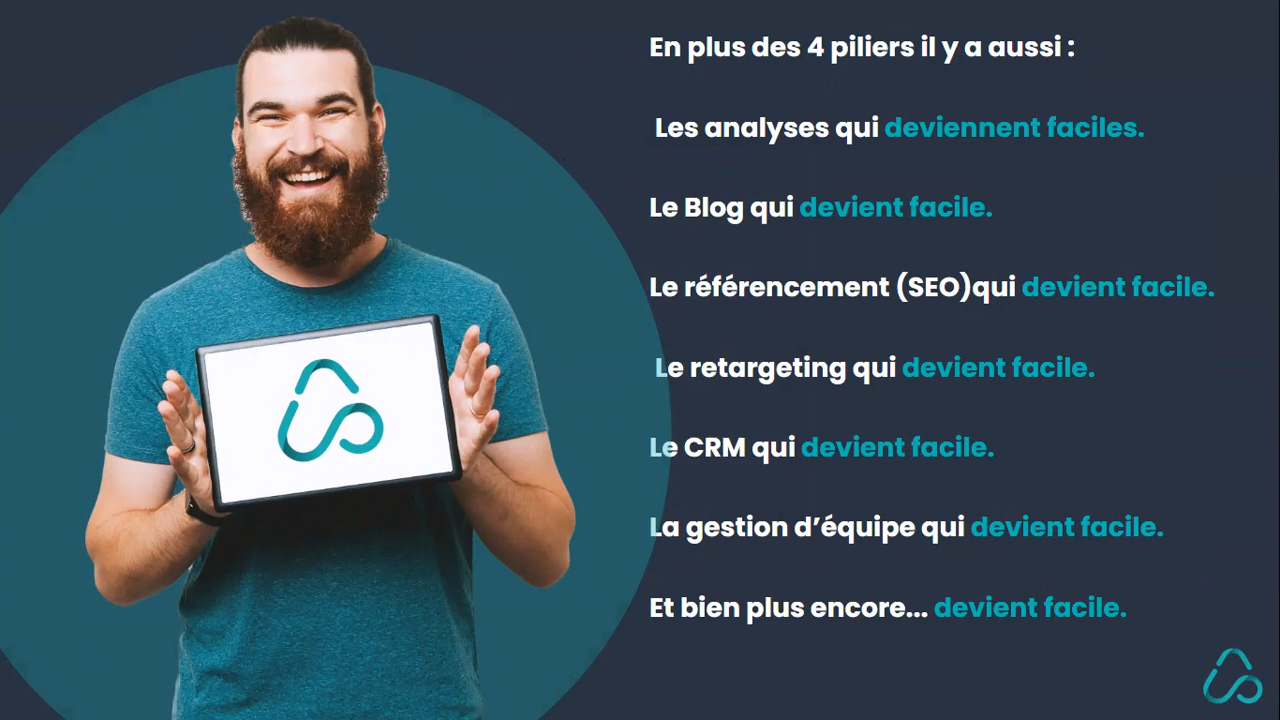 En plus des 4 piliers il y a aussi :
Les analyses qui deviennent faciles.
Le Blog qui devient facile.
Le référencement (SEO)qui devient facile.
Le retargeting qui devient facile.
Le CRM qui devient facile.
La gestion d’équipe qui devient facile.
Et bien plus encore... devient facile.